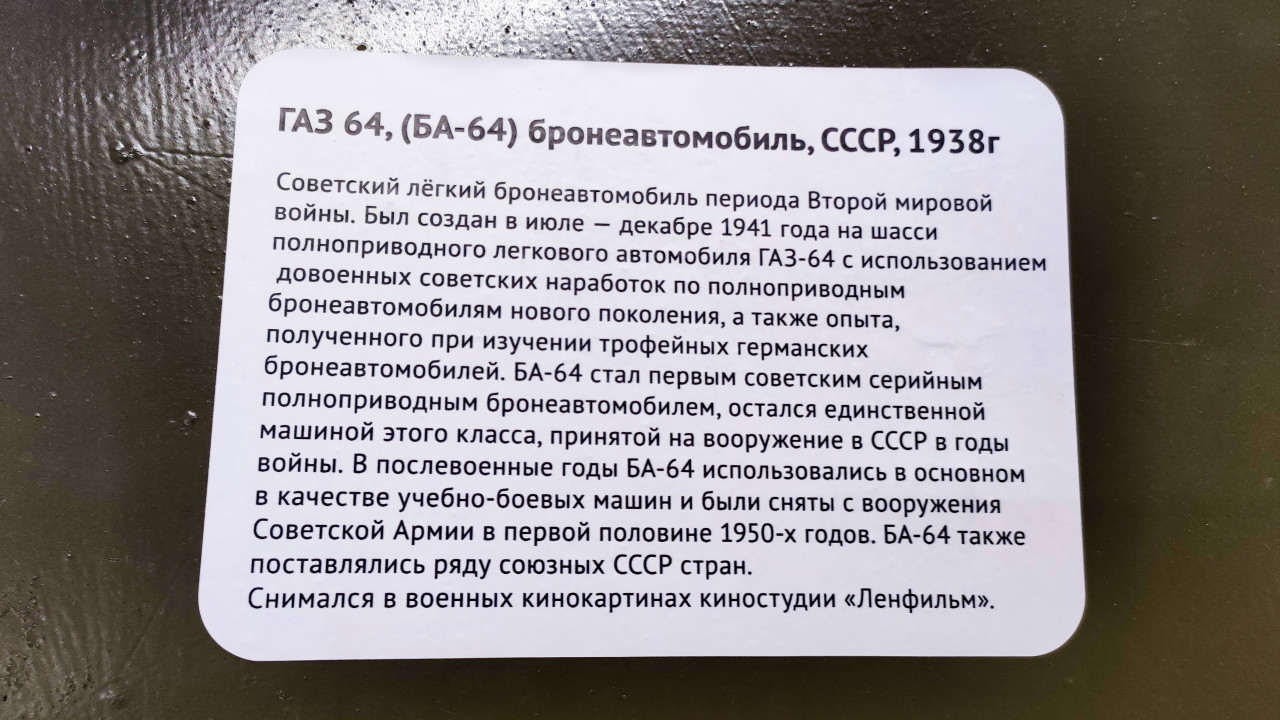 ГАЗ 64, (БА-64) бронеавтомобиль, СССР, 1938г
Советский лёгкий бронеавтомобиль периода Второй мировой
войны. Был создан в июле — декабре 1941 года на шасси
полноприводного легкового автомобиля ГАЗ-64 с использованием
довоенных советских наработок по полноприводным
бронеавтомобилям нового поколения, а также опыта,
полученного при изучении трофейных германских
бронеавтомобилей. БА-64 стал первым советским серийным
полноприводным бронеавтомобилем, остался единственной
машиной этого класса, принятой на вооружение в СССР в годы
войны. В послевоенные годы БА-64 использовались в основном
в качестве учебно-боевых машин и были сняты с вооружения
Советской Армии в первой половине 1950-х годов. БА-64 также
поставлялись ряду союзных СССР стран.
Снимался в военных кинокартинах киностудии «Ленфильм».